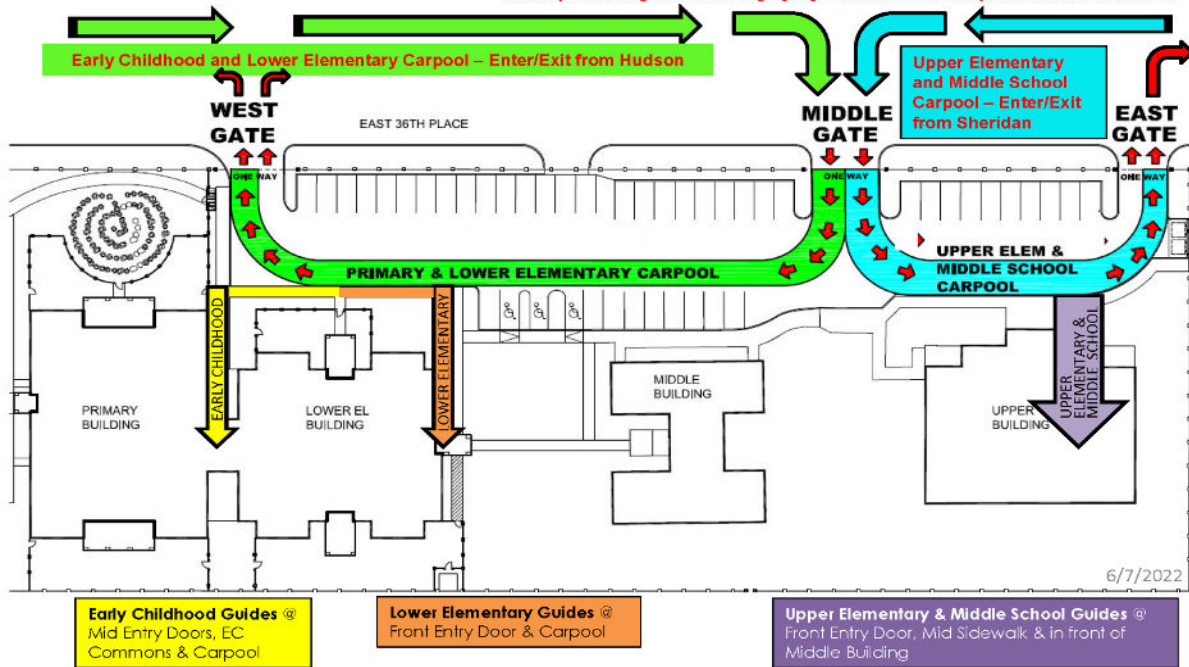 Early Childhood and Lower Elementary Carpool – Enter/Exit from Hudson
Upper Elementary
and Middle School
Carpool – Enter/Exit
from Sheridan
WEST
GATE
EAST 36TH PLACE
MIDDLE
GATE
EAST
GATE
ONE WAY
ONE WAY
ONE WAY
PRIMARY & LOWER ELEMENTARY CARPOOL
UPPER ELEM &
MIDDLE SCHOOL
CARPOOL
EARLY CHILDHOOD
LOWER ELEMENTARY
UPPER
ELEMENTARY &
MIDDLE SCHOOL
PRIMARY
BUILDING
LOWER EL
BUILDING
MIDDLE
BUILDING
UPPER
BUILDING
6/7/2022
Early Childhood Guides @
Mid Entry Doors, EC
Commons & Carpool
Lower Elementary Guides @
Front Entry Door & Carpool
Upper Elementary & Middle School Guides @
Front Entry Door, Mid Sidewalk & in front of
Middle Building